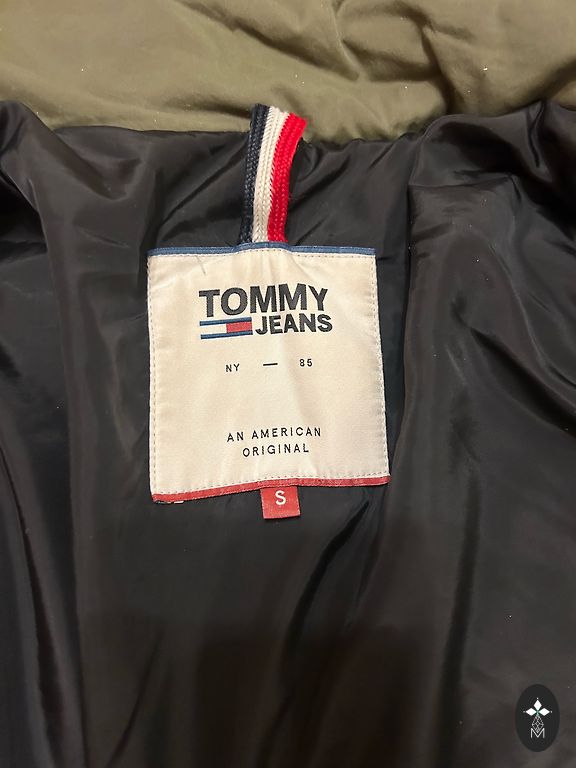 TOMMY
JEANS
NY — 85
AN AMERICAN
ORIGINAL
S
M